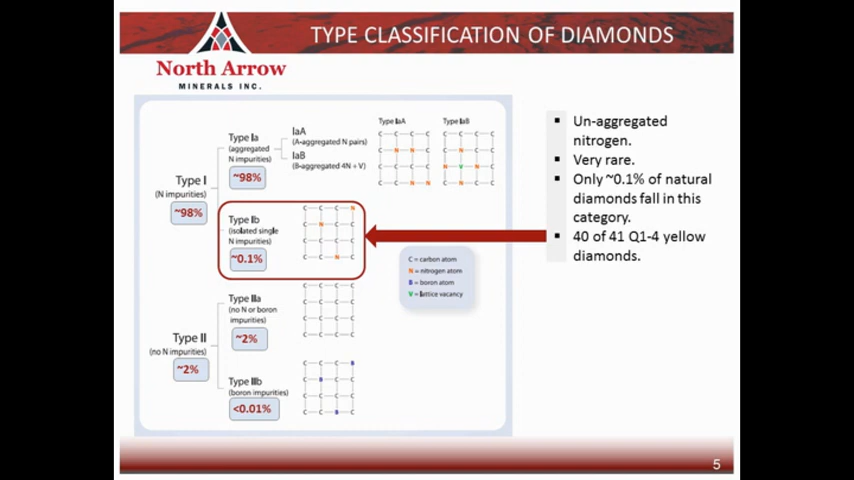 TYPE CLASSIFICATION OF DIAMONDS
North Arrow
MINERALS INC.
Type I
(N impurities)
~98%
Type Ia
(aggregated
N impurities)
~98%
IaA
(A-aggregated N pairs)
IaB
(B-aggregated 4N + V)
Type IaA
C C C C
C N N C
C C C C
C C N N
Type IaB
C C C C
C N C C
N V N C
C N C C
Type Ib
(isolated single
N impurities)
~0.1%
C C C N
C N C C
C C C C
C C N C
C = carbon atom
N = nitrogen atom
B = boron atom
V = lattice vacancy
Type II
(no N impurities)
~2%
Type IIa
(no N or boron
impurities)
~2%
C C C C
C C C C
C C C C
C C C C
Type IIb
(boron impurities)
<0.01%
C C C B
C B C C
C C C C
C C B C
▪ Un-aggregated
nitrogen.
▪ Very rare.
▪ Only ~0.1% of natural
diamonds fall in this
category.
▪ 40 of 41 Q1-4 yellow
diamonds.
5